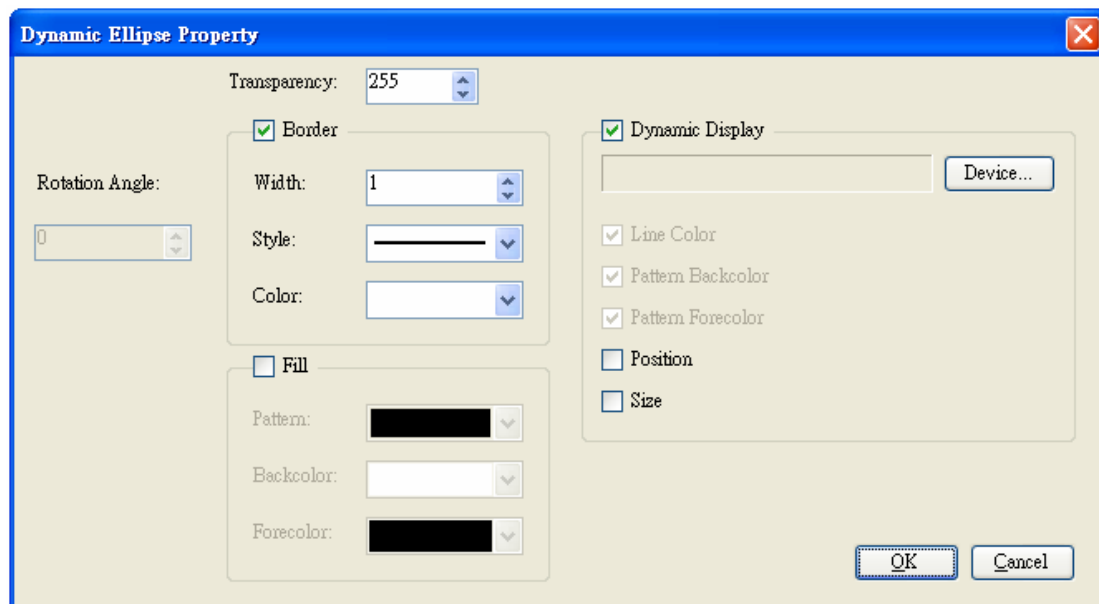 Dynamic Ellipse Property
Transparency: 255
Border
Width: 1
Style:
Color:
Rotation Angle:
0
Fill
Pattern:
Backcolor:
Forecolor:
Dynamic Display
Device...
Line Color
Pattern Backcolor
Pattern Forecolor
Position
Size
OK
Cancel